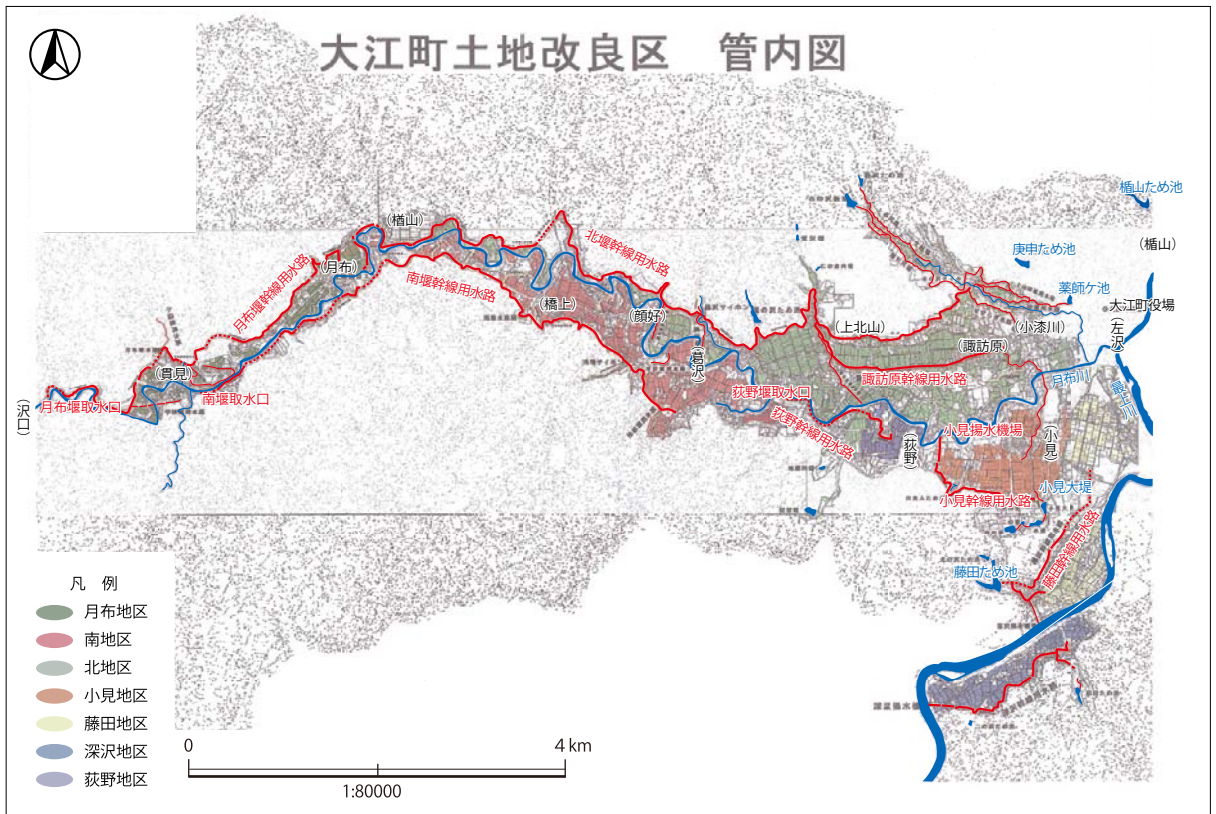 大江町土地改良区 管内図
楯山ため池
(楢山)
(楯山)
北堰幹線用水路
庚申ため池
(月布)
月布堰幹線用水路
南堰幹線用水路
薬師ケ池
大江町役場
(橋上)
(顔好)
(上北山)
(小漆川)
(左沢)
(諏訪原)
(貫見)
(葛沢)
諏訪原幹線用水路
月布川
最上川
(沢口)
月布堰取水口
南堰取水口
荻野堰取水口
荻野幹線用水路
小見揚水機場
(荻野)
(小見)
小見大堤
小見幹線用水路
藤田幹線用水路
藤田ため池
凡 例
月布地区
南地区
北地区
小見地区
藤田地区
深沢地区
荻野地区
0
4 km
1:80000